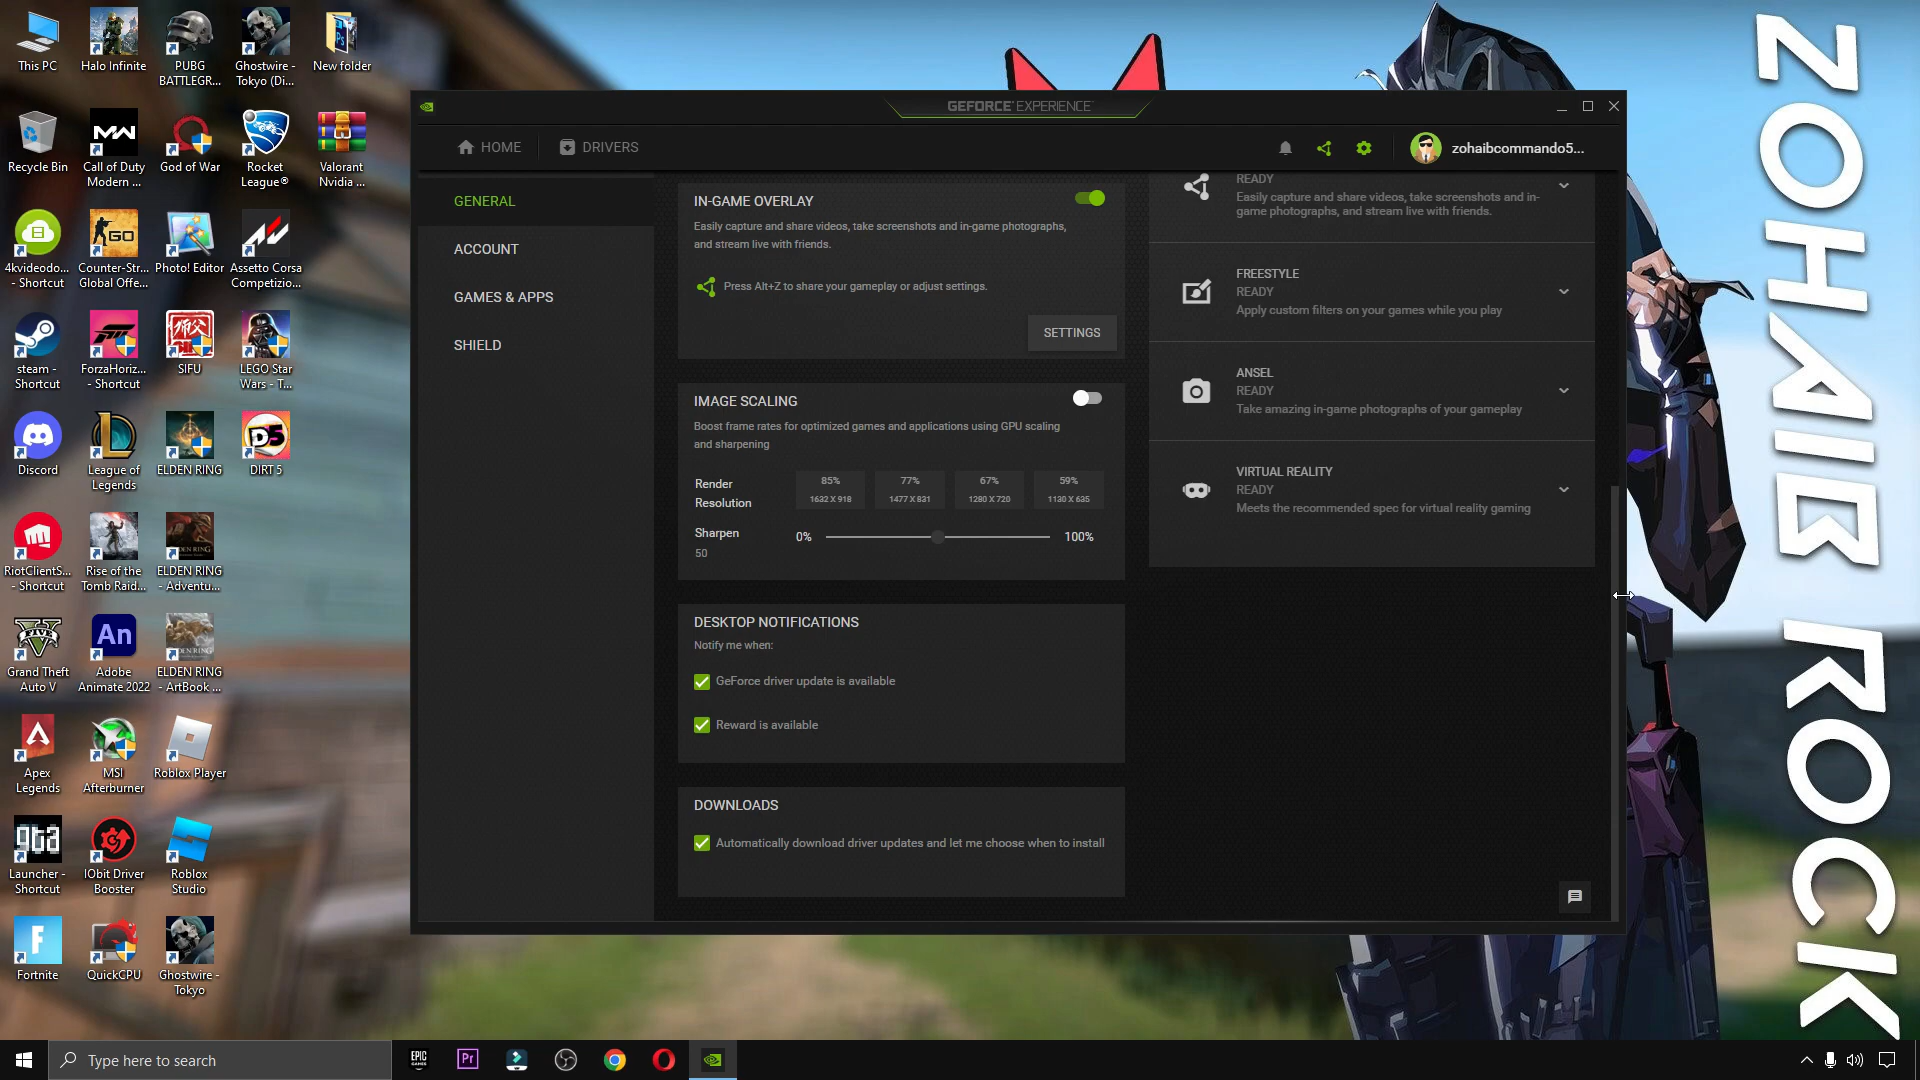 This PC
Halo Infinite
PUBG
BATTLEGR...
Ghostwire -
Tokyo (Di...
New folder
Recycle Bin
Call of Duty
Modern ...
God of War
Rocket
League®
Valorant
Nvidia ...
4kvideodo...
- Shortcut
GO
Counter-Str...
Global Offe...
Photo! Editor
Assetto Corsa
Competizio...
steam -
Shortcut
ForzaHoriz...
- Shortcut
师父
SIFU
LEGO Star
Wars - T...
Discord
League of
Legends
ELDEN RING
D5
DIRT 5
RiotClientS...
- Shortcut
Rise of the
Tomb Raid...
ELDEN RING
- Adventu...
V
FIVE
Grand Theft
Auto V
An
Adobe
Animate 2022
ELDEN RING
- ArtBook ...
Apex
Legends
MSI
Afterburner
Roblox Player
gta
Launcher -
Shortcut
IObit Driver
Booster
Roblox
Studio
F
Fortnite
QuickCPU
Ghostwire -
Tokyo
GEFORCE® EXPERIENCE
HOME
DRIVERS
zohaibcommando5...
GENERAL
ACCOUNT
GAMES & APPS
SHIELD
IN-GAME OVERLAY
Easily capture and share videos, take screenshots and in-game photographs,
and stream live with friends.
Press Alt+Z to share your gameplay or adjust settings.
SETTINGS
IMAGE SCALING
Boost frame rates for optimized games and applications using GPU scaling
and sharpening
Render
Resolution
85%
1632 X 918
77%
1477 X 831
67%
1280 X 720
59%
1130 X 635
Sharpen
50
0%
100%
DESKTOP NOTIFICATIONS
Notify me when:
GeForce driver update is available
Reward is available
DOWNLOADS
Automatically download driver updates and let me choose when to install
READY
Easily capture and share videos, take screenshots and in-
game photographs, and stream live with friends.
FREESTYLE
READY
Apply custom filters on your games while you play
ANSEL
READY
Take amazing in-game photographs of your gameplay
VIRTUAL REALITY
READY
Meets the recommended spec for virtual reality gaming
ZOHAIB ROCK
Type here to search
EPIC
GAMES
Pr